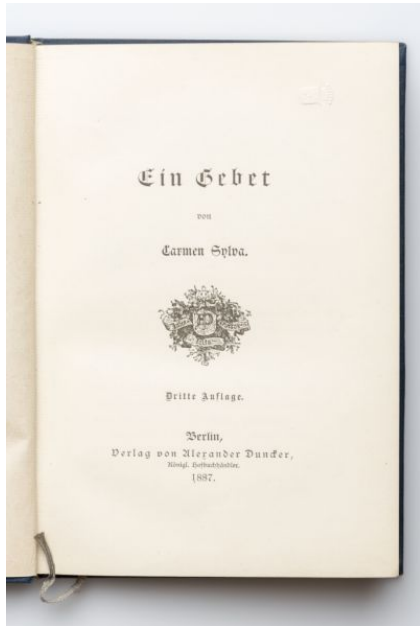 Ein Gebet
von
Carmen Sylva.
Dritte Auflage.
Berlin,
Verlag von Alexander Duncker,
Königl. Hofbuchhändler.
1887.